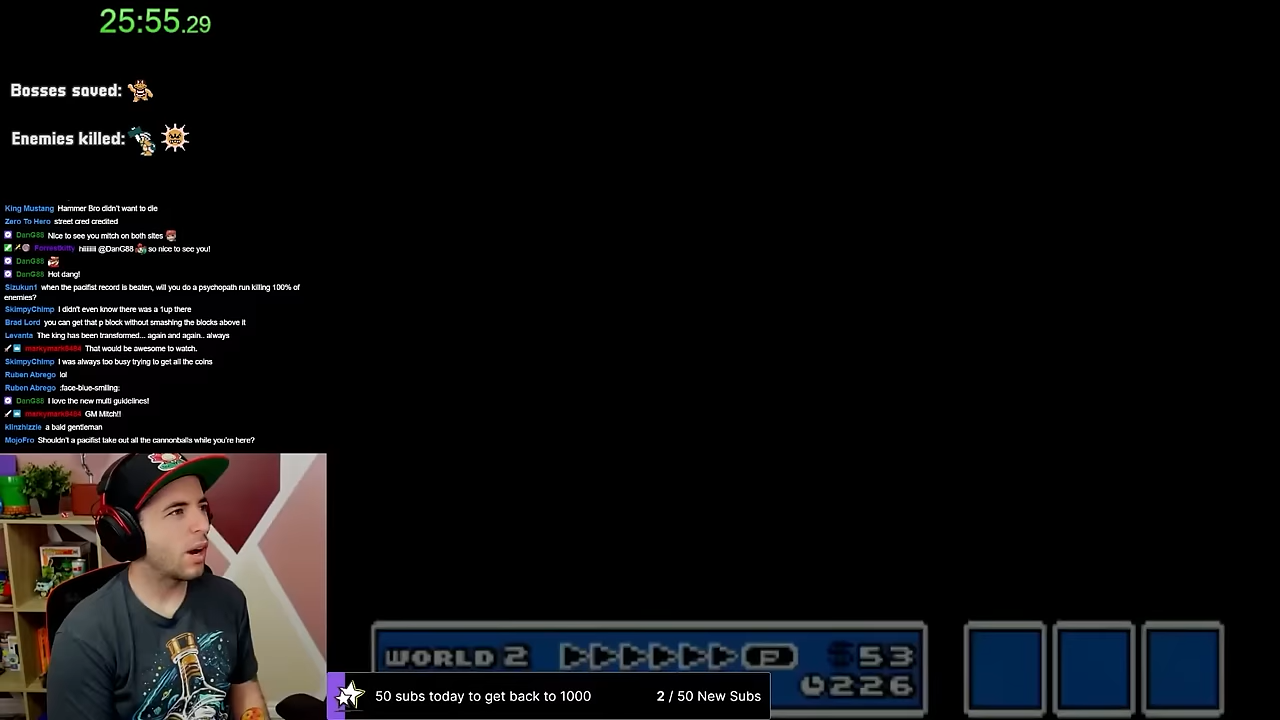 25:55.29
Bosses saved:
Enemies killed:
King Mustang Hammer Bro didn't want to die
Zero To Hero street cred credited
DanG88 Nice to see you mitch on both sites
Forrestkitty hiiiiiiii @DanG88 so nice to see you!
DanG88
DanG88 Hot dang!
Sizukun1 when the pacifist record is beaten, will you do a psychopath run killing 100% of
enemies?
SkimpyChimp I didn't even know there was a 1up there
Brad Lord you can get that p block without smashing the blocks above it
Levanta The king has been transformed... again and again.. always
markymark8484 That would be awesome to watch.
SkimpyChimp I was always too busy trying to get all the coins
Ruben Abrego lol
Ruben Abrego :face-blue-smiling:
DanG88 I love the new multi guidelines!
markymark8484 GM Mitch!!
klinzhizzle a bald gentleman
MojoFro Shouldn't a pacifist take out all the cannonballs while you're here?
WORLD 2 P 53
226
50 subs today to get back to 1000 2 / 50 New Subs